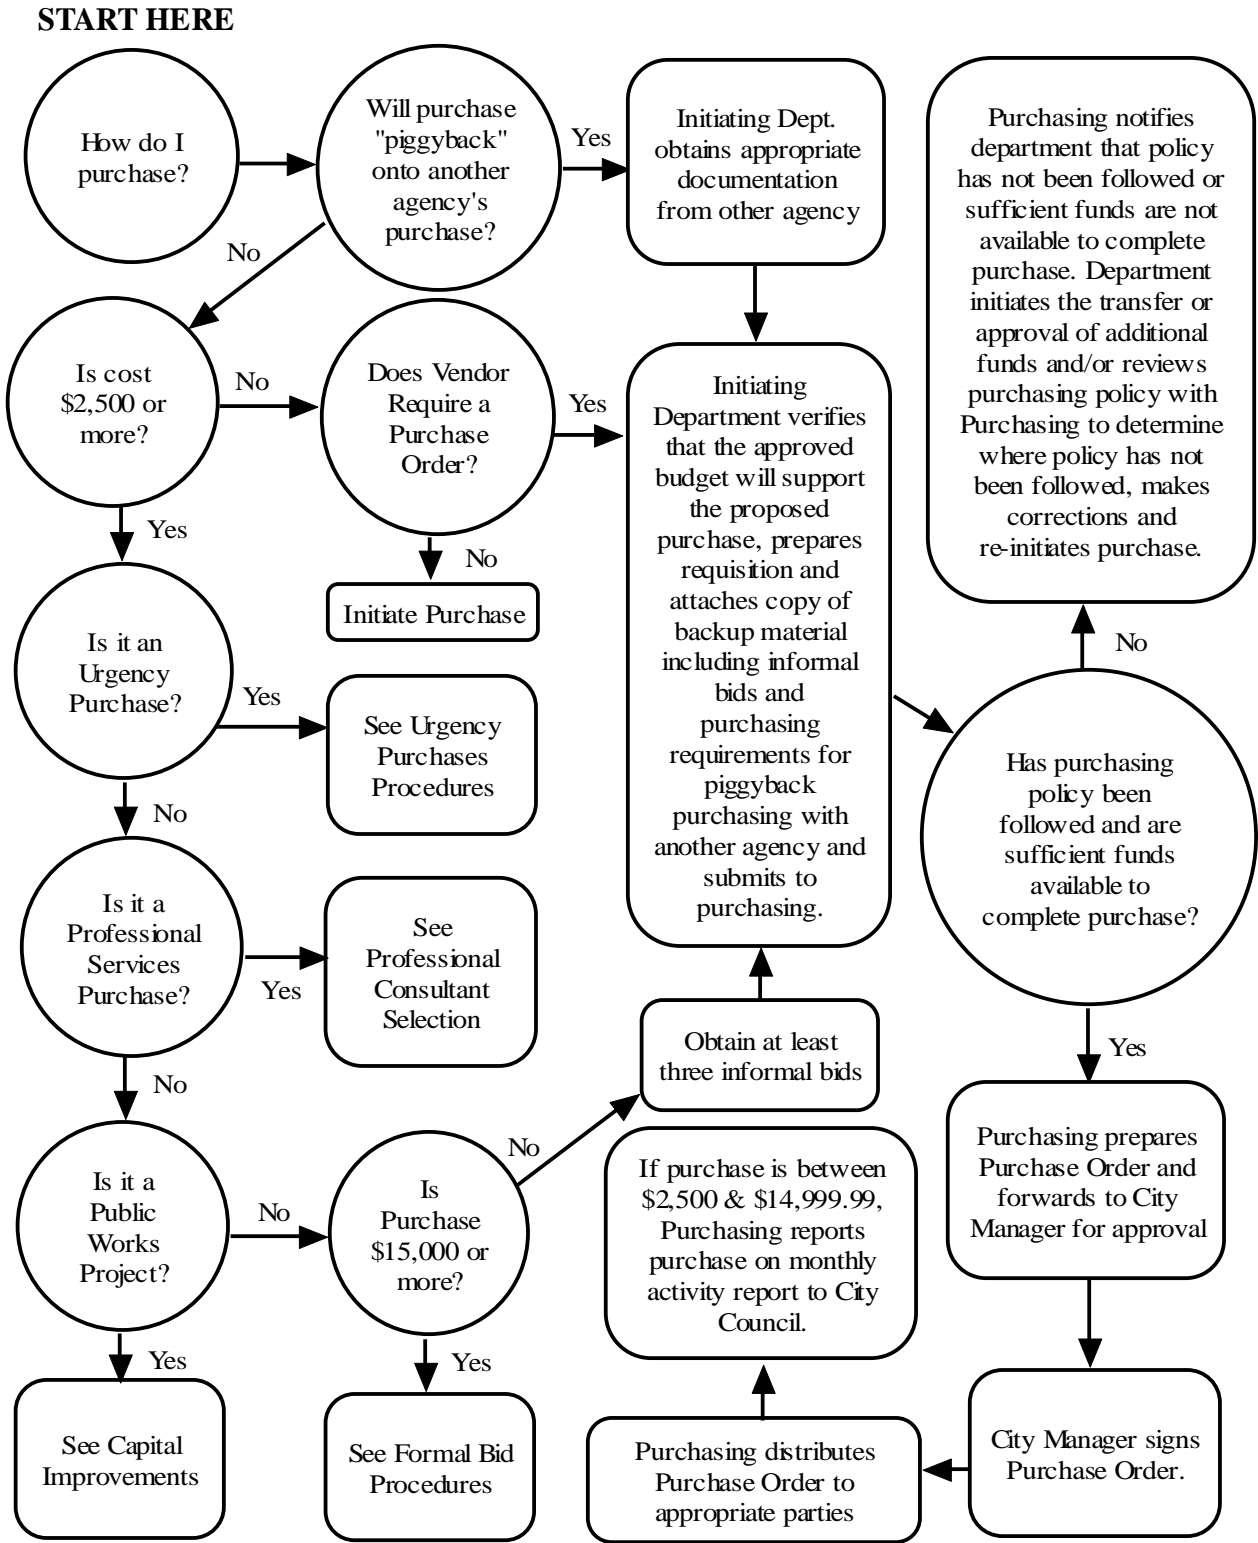 START HERE
How do I
purchase?
Will purchase
"piggyback"
onto another
agency's
purchase?
Yes
Initiating Dept.
obtains appropriate
documentation
from other agency
Purchasing notifies
department that policy
has not been followed or
sufficient funds are not
available to complete
purchase. Department
initiates the transfer or
approval of additional
funds and/or reviews
purchasing policy with
Purchasing to determine
where policy has not
been followed, makes
corrections and
re-initiates purchase.
No
Is cost
$2,500 or
more?
No
Does Vendor
Require a
Purchase
Order?
Yes
Initiating
Department verifies
that the approved
budget will support
the proposed
purchase, prepares
requisition and
attaches copy of
backup material
including informal
bids and
purchasing
requirements for
piggyback
purchasing with
another agency and
submits to
purchasing.
Yes
No
Initiate Purchase
No
Is it an
Urgency
Purchase?
Yes
See Urgency
Purchases
Procedures
Has purchasing
policy been
followed and are
sufficient funds
available to
complete purchase?
No
Is it a
Professional
Services
Purchase?
Yes
See
Professional
Consultant
Selection
Obtain at least
three informal bids
Yes
No
Is it a
Public
Works
Project?
No
Is
Purchase
$15,000 or
more?
No
If purchase is between
$2,500 & $14,999.99,
Purchasing reports
purchase on monthly
activity report to City
Council.
Purchasing prepares
Purchase Order and
forwards to City
Manager for approval
Yes
See Capital
Improvements
Yes
See Formal Bid
Procedures
Purchasing distributes
Purchase Order to
appropriate parties
City Manager signs
Purchase Order.